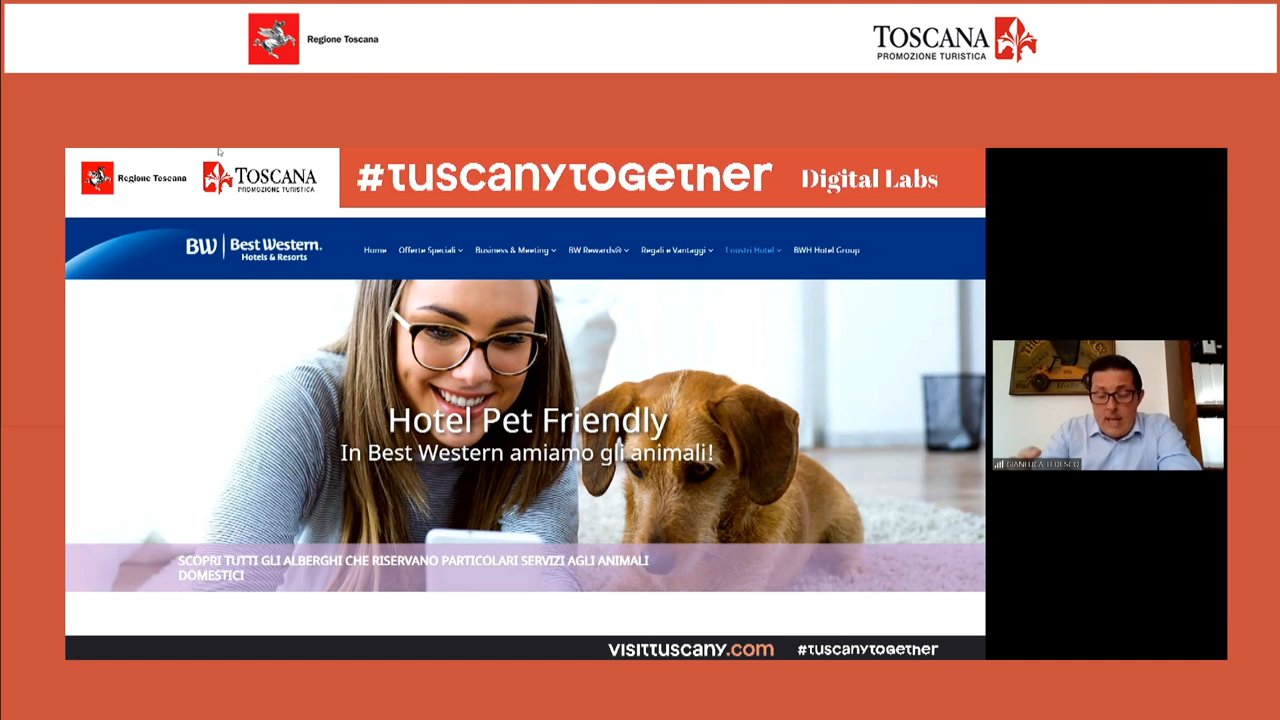 Regione Toscana
TOSCANA
PROMOZIONE TURISTICA
Regione Toscana
TOSCANA
PROMOZIONE TURISTICA
#TUSCANYTOGETHER Digital Labs
BW Best Western.
Hotels & Resorts
Home Offerte Speciali Business & Meeting BW Rewards® Regali e Vantaggi I nostri Hotel BWH Hotel Group
Hotel Pet Friendly
In Best Western amiamo gli animali!
SCOPRI TUTTI GLI ALBERGHI CHE RISERVANO PARTICOLARI SERVIZI AGLI ANIMALI
DOMESTICI
GIANLUCA TEDESCO
VISITTUSCANY.COM #TUSCANYTOGETHER